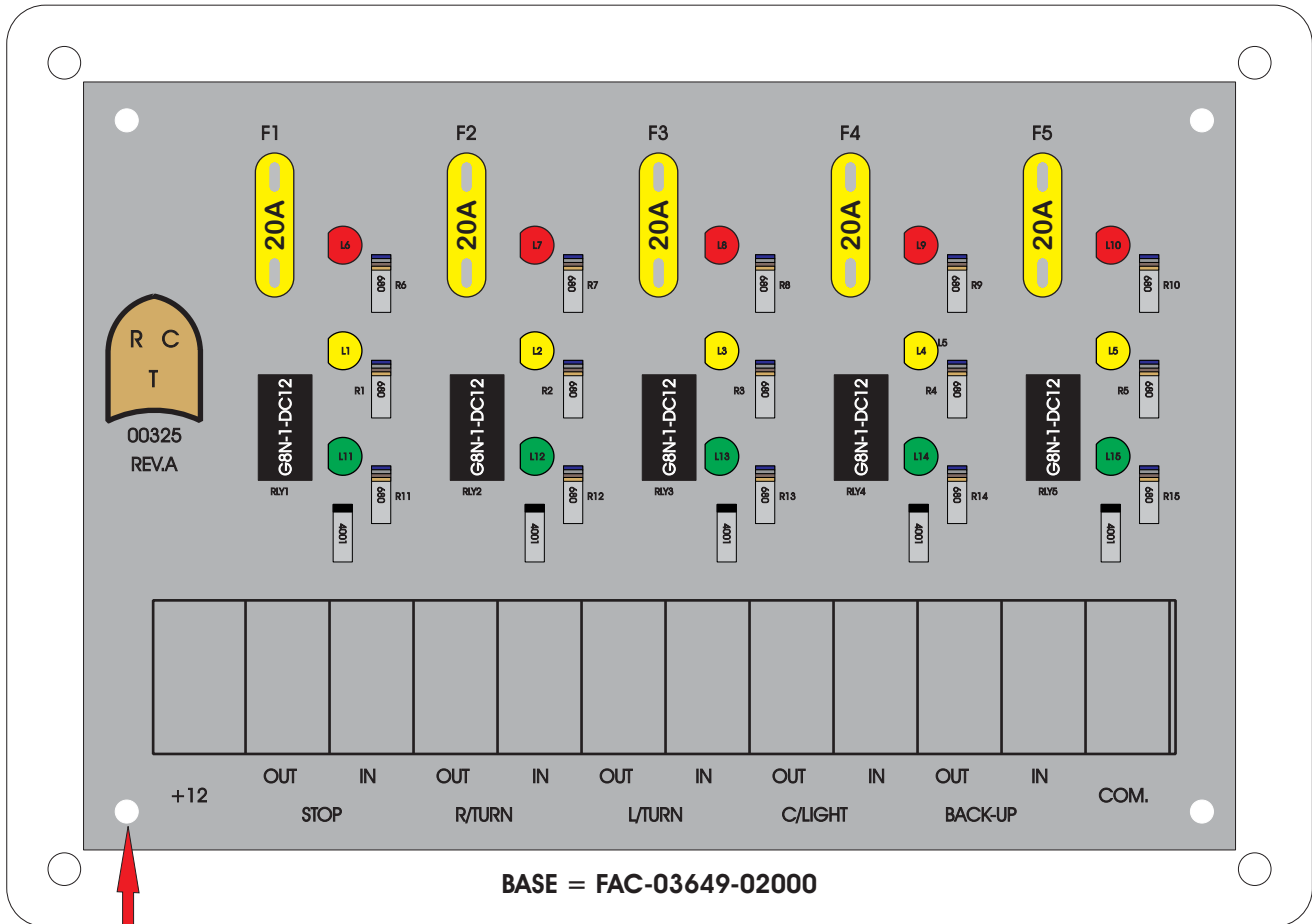 F1 F2 F3 F4 F5
20A 20A 20A 20A 20A
L6 L7 L8 L9 L10
680 R6 680 R7 680 R8 680 R9 680 R10
R C
T
00325
REV.A
L1 L2 L3 L4 L5 L5
R1 680 R2 680 R3 680 R4 680 R5 680
G8N-1-DC12 G8N-1-DC12 G8N-1-DC12 G8N-1-DC12 G8N-1-DC12
L11 L12 L13 L14 L15
RLY1 RLY2 RLY3 RLY4 RLY5
680 R11 680 R12 680 R13 680 R14 680 R15
4001 4001 4001 4001 4001
OUT IN OUT IN OUT IN OUT IN OUT IN
+12 COM.
STOP R/TURN L/TURN C/LIGHT BACK-UP
BASE = FAC-03649-02000